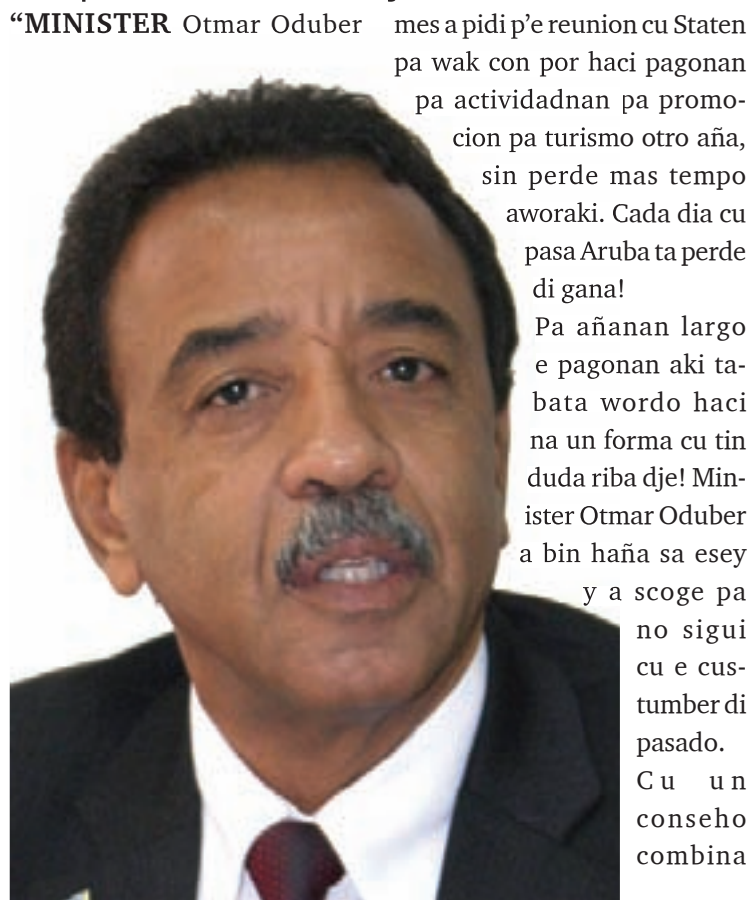 “MINISTER Otmar Oduber
mes a pidi p’e reunion cu Staten
pa wak con por haci pagonan
pa actividadnan pa promo-
cion pa turismo otro aña,
sin perde mas tempo
aworaki. Cada dia cu
pasa Aruba ta perde
di gana!
Pa añanan largo
e pagonan aki ta-
bata wordo haci
na un forma cu tin
duda riba dje! Min-
ister Otmar Oduber
a bin haña sa esey
y a scoge pa
no sigui
cu e cus-
tumber di
pasado.
Cu un
conseho
combina